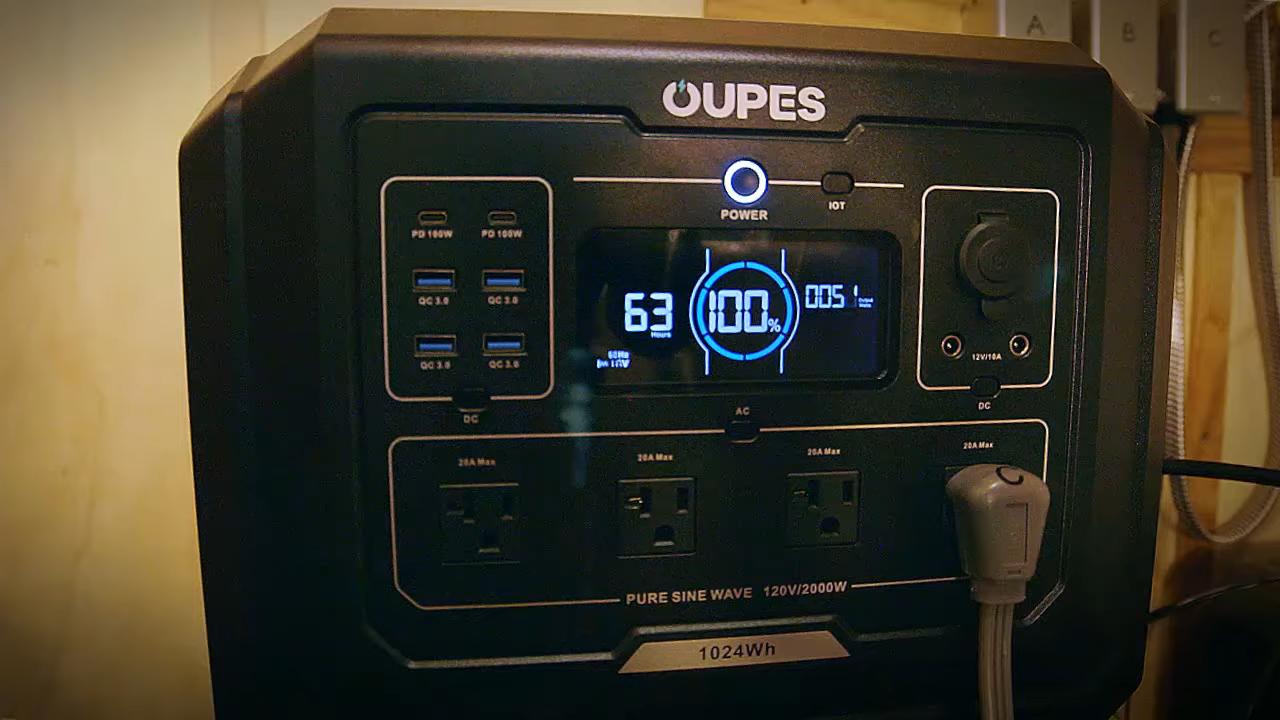 A
B
C
OUPES
POWER
IOT
PD 100W
PD 100W
QC 3.0
QC 3.0
QC 3.0
QC 3.0
DC
63
Hours
60Hz
100%
0051
12V/10A
DC
AC
20A Max
20A Max
20A Max
20A Max
C
PURE SINE WAVE 120V/2000W
1024Wh